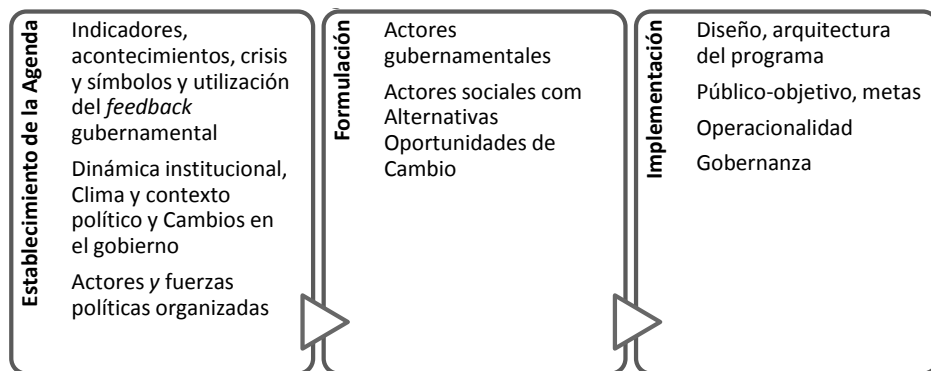 Establecimiento de la Agenda
Indicadores,
acontecimientos, crisis
y símbolos y utilización
del feedback
gubernamental
Dinámica institucional,
Clima y contexto
político y Cambios en
el gobierno
Actores y fuerzas
políticas organizadas
Formulación
Actores
gubernamentales
Actores sociales com
Alternativas
Oportunidades de
Cambio
Implementación
Diseño, arquitectura
del programa
Público-objetivo, metas
Operacionalidad
Gobernanza